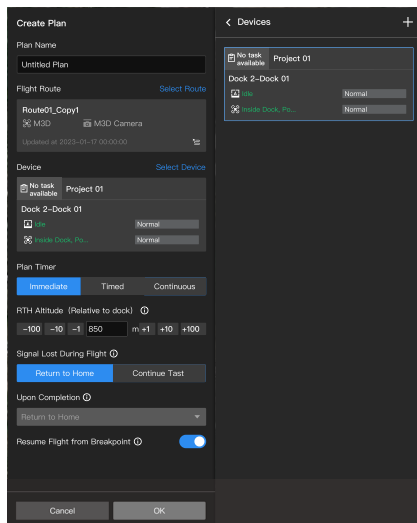 Create Plan
Plan Name
Untitled Plan
Flight Route Select Route
Route01_Copy1
M3D M3D Camera
Updated at 2022-01-17 00:00:00
Device Select Device
No task available Project 01
Dock 2-Dock 01
Idle Normal
Inside Dock, Po... Normal
Plan Timer
Immediate Timed Continuous
RTH Altitude (Relative to dock)
-100 -10 -1 850 m +1 +10 +100
Signal Lost During Flight
Return to Home Continue Tast
Upon Completion
Return to Home
Resume Flight from Breakpoint
Cancel OK
Devices
No task available Project 01
Dock 2-Dock 01
Idle Normal
Inside Dock, Po... Normal